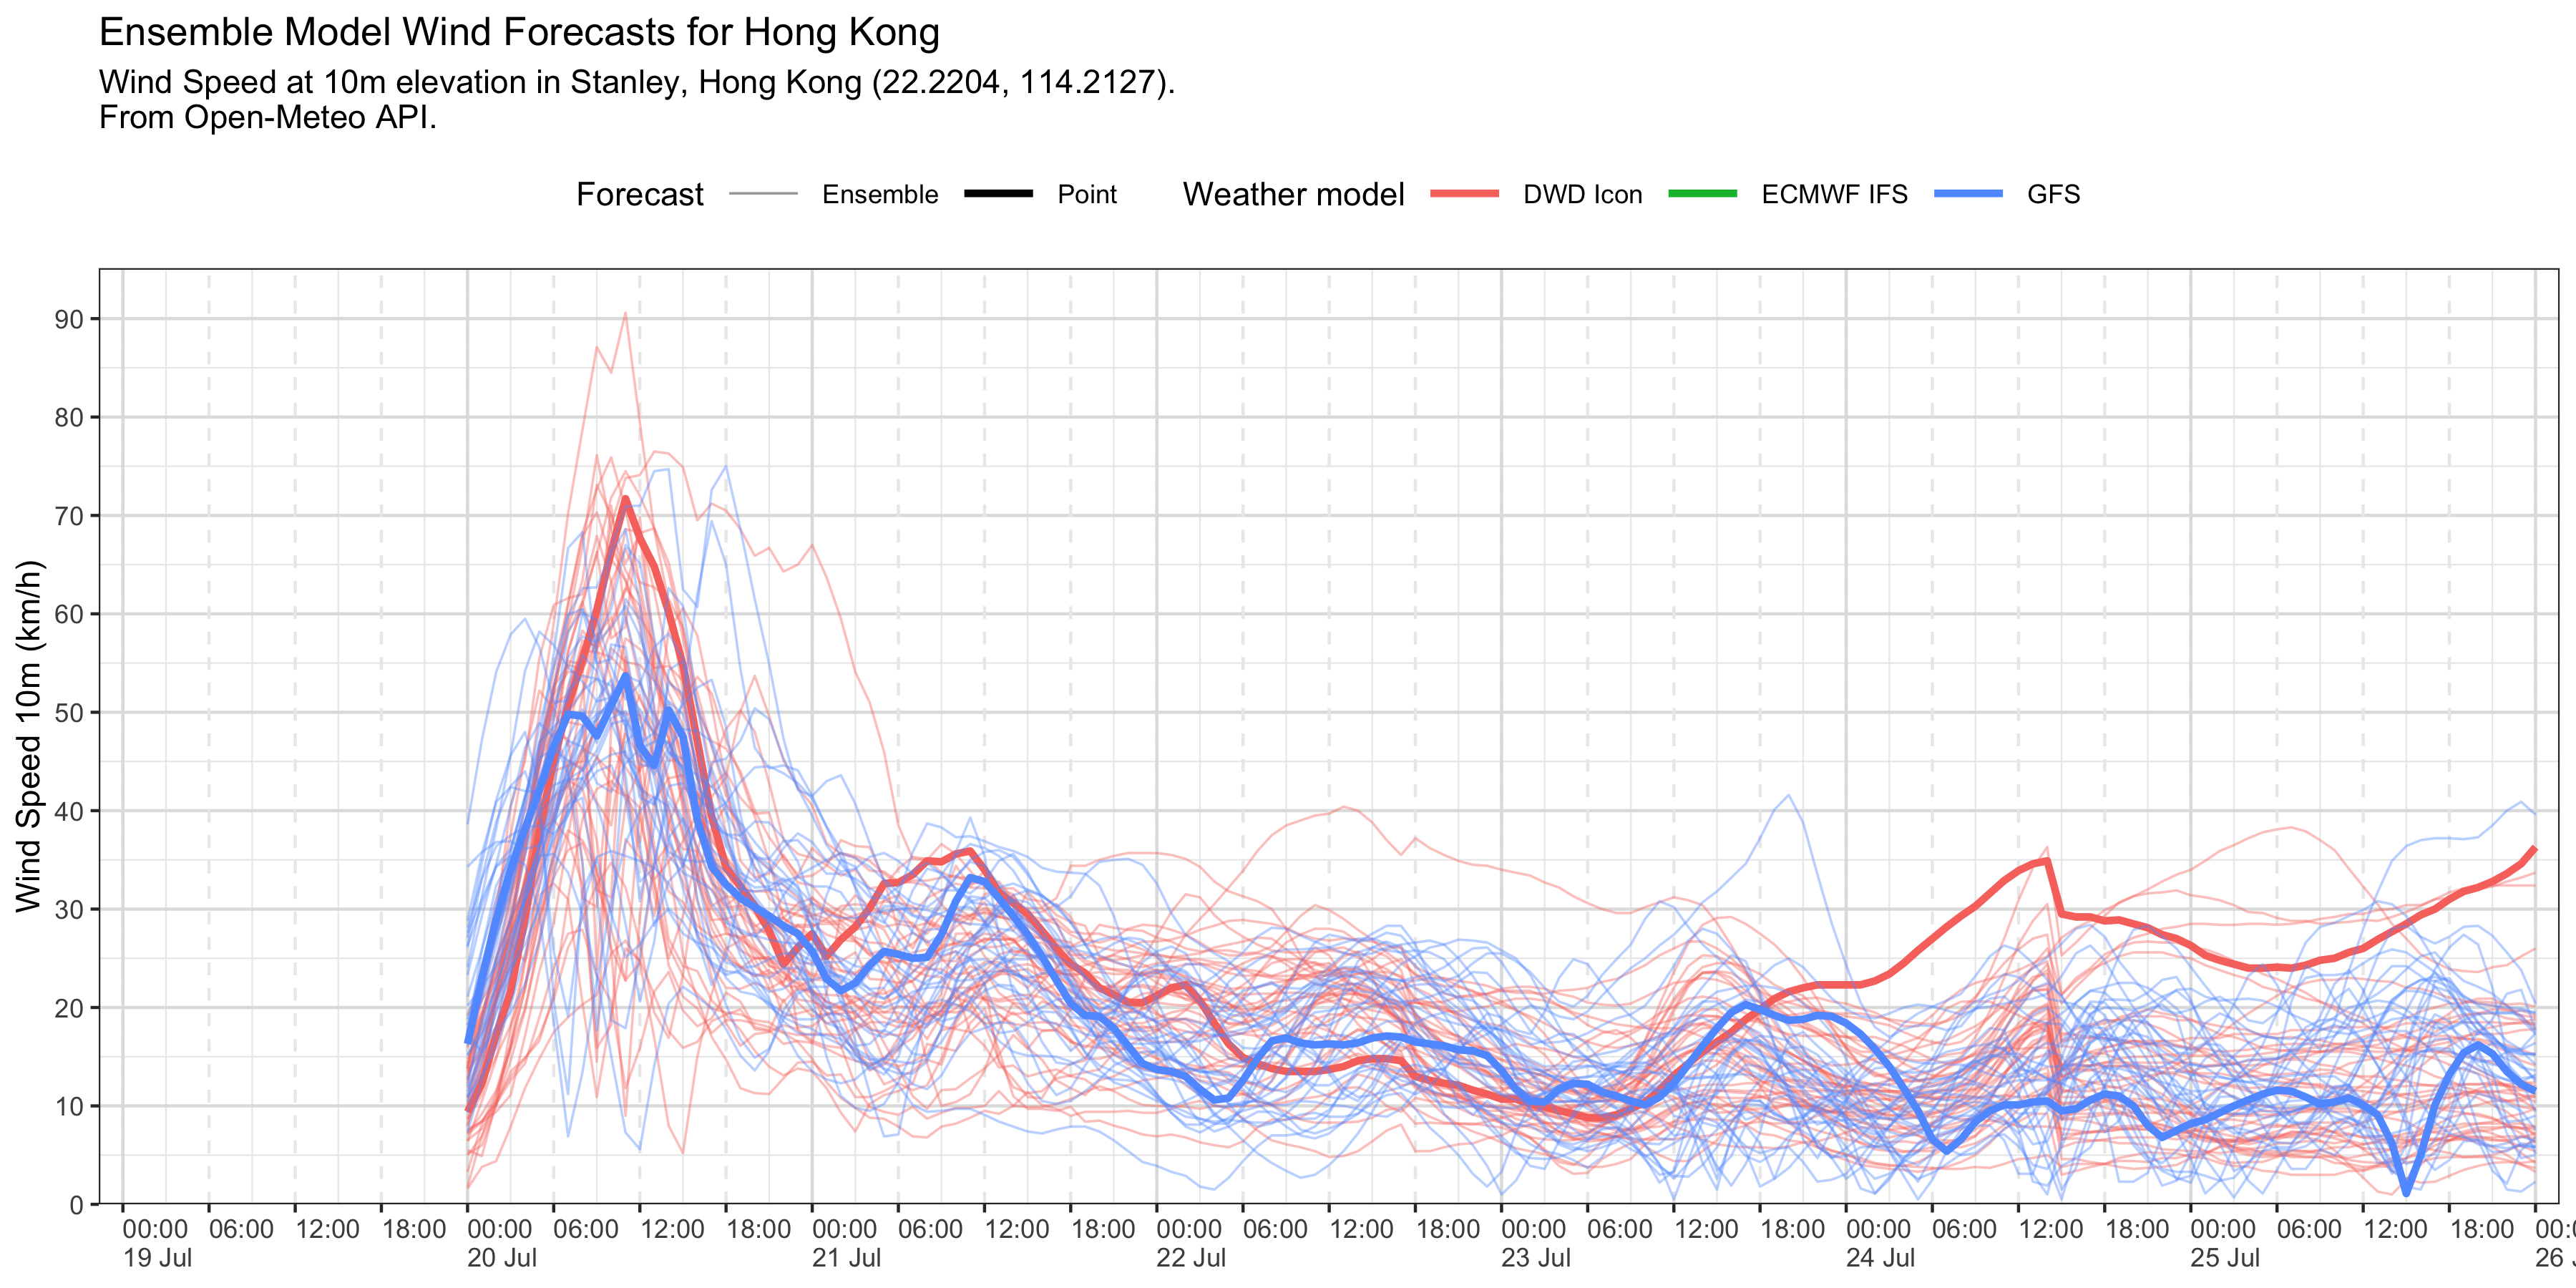 Ensemble Model Wind Forecasts for Hong Kong
Wind Speed at 10m elevation in Stanley, Hong Kong (22.2204, 114.2127).
From Open-Meteo API.
Forecast Ensemble Point Weather model DWD Icon ECMWF IFS GFS
Wind Speed 10m (km/h)
90
80
70
60
50
40
30
20
10
0
00:00 06:00 12:00 18:00 00:00 06:00 12:00 18:00 00:00 06:00 12:00 18:00 00:00 06:00 12:00 18:00 00:00 06:00 12:00 18:00 00:00 06:00 12:00 18:00 00:00 06:00 12:00 18:00 00:0
19 Jul 20 Jul 21 Jul 22 Jul 23 Jul 24 Jul 25 Jul 26